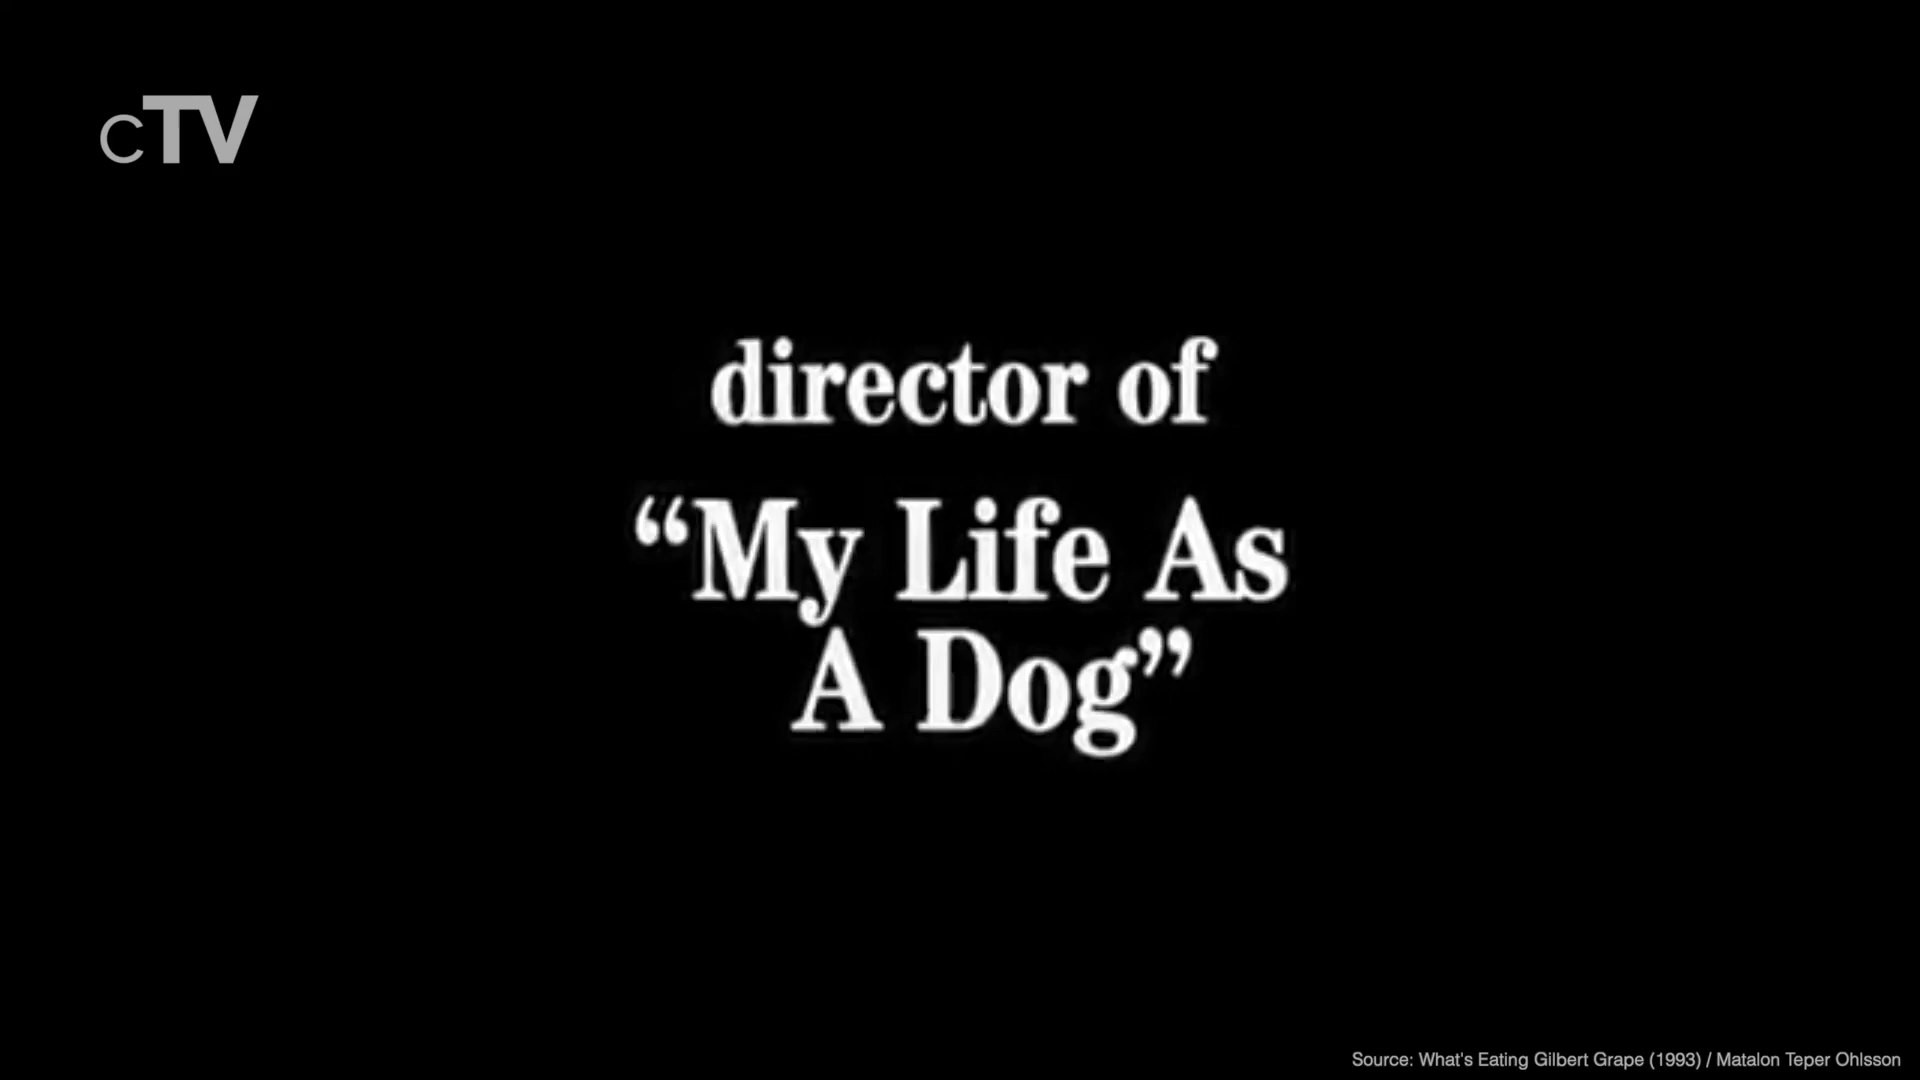 cTV
director of
“My Life As
A Dog”
Source: What's Eating Gilbert Grape (1993) / Matalon Teper Ohlsson